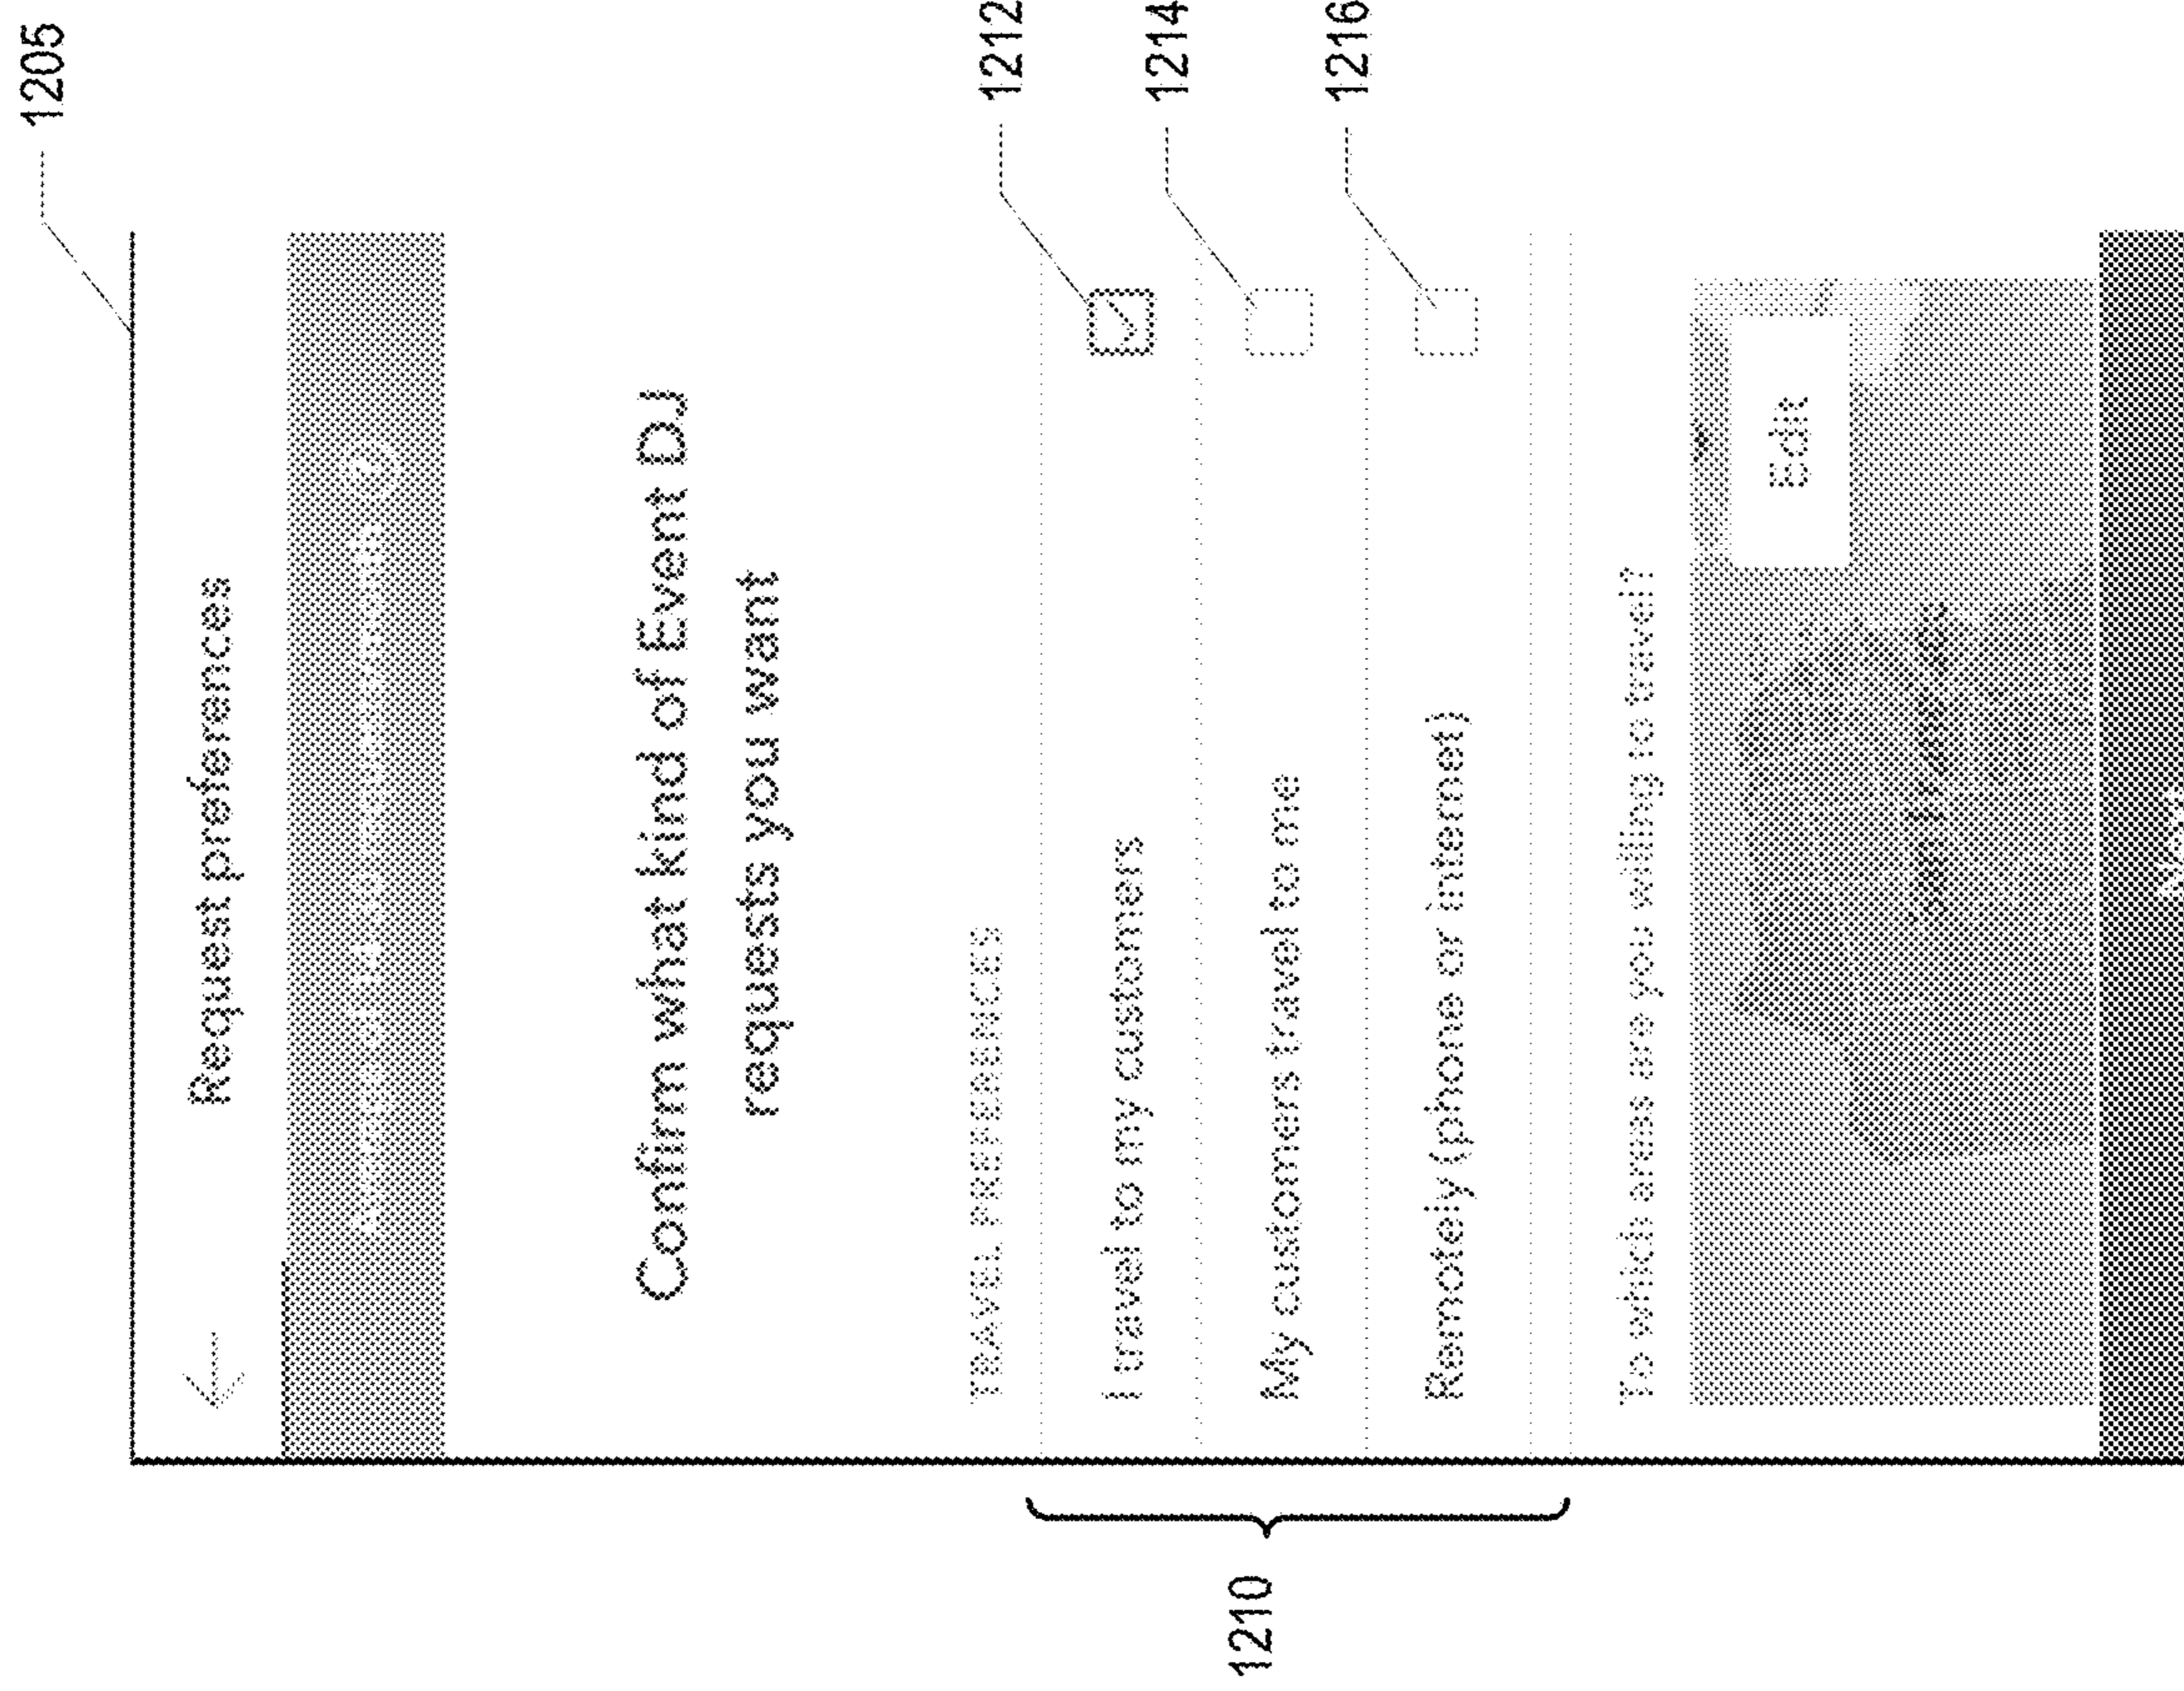 1205
Request preferences
Confirm what kind of Event DJ
requests you want
TRAVEL PREFERENCES
1212
I travel to my customers
1214
My customers travel to me
1216
Remotely (phone or internet)
1210
To which areas are you willing to travel?
Edit